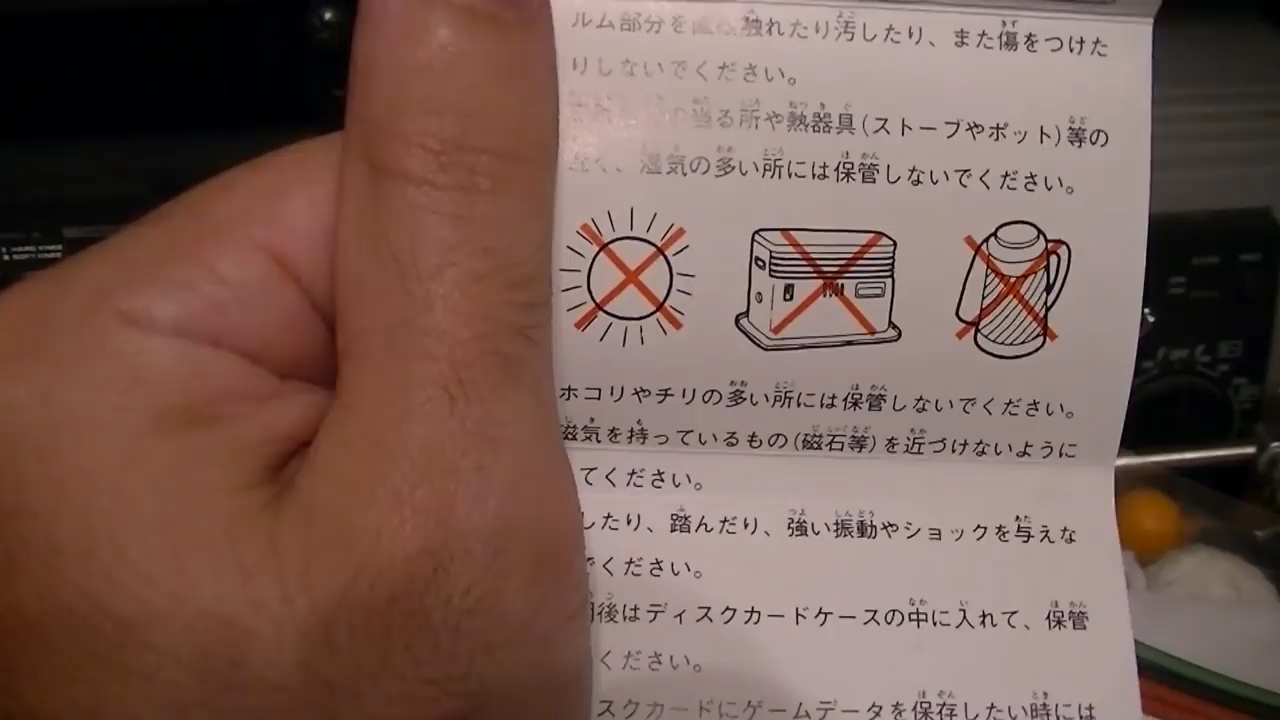 ルム部分を 触れたり汚したり、また傷をつけた
りしないでください。
の当る所や熱器具(ストーブやポット)等の
く、湿気の多い所には保管しないでください。
ホコリやチリの多い所には保管しないでください。
磁気を持っているもの(磁石等)を近づけないように
てください。
したり、踏んだり、強い振動やショックを与えな
でください。
後はディスクカードケースの中に入れて、保管
ください。
スクカードにゲームデータを保存したい時には